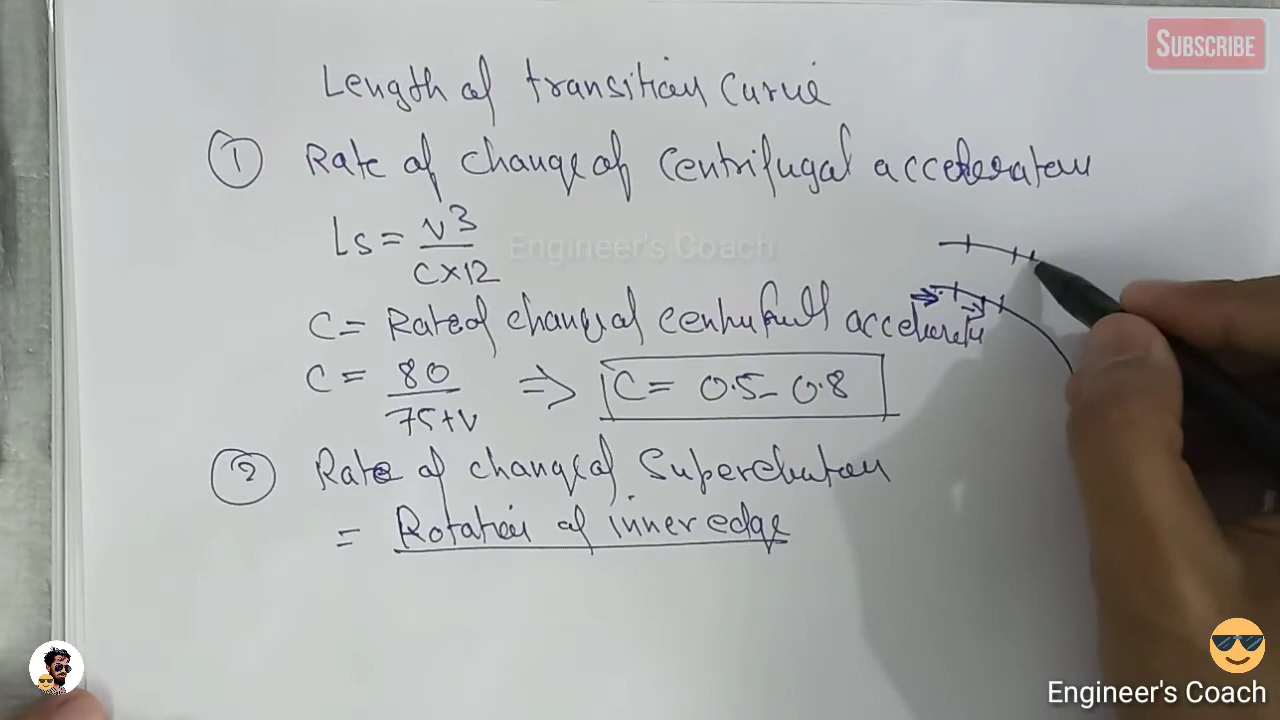 SUBSCRIBE
Length of transition Curve
① Rate of change of Centrifugal acceleration
Ls = v3 / C×12
Engineer's Coach
C = Rate of change of centrifugal acceleratn
C = 80 / 75+v => C = 0.5 - 0.8
② Rate of change of Superelevation
= Rotation of inner edge
Engineer's Coach